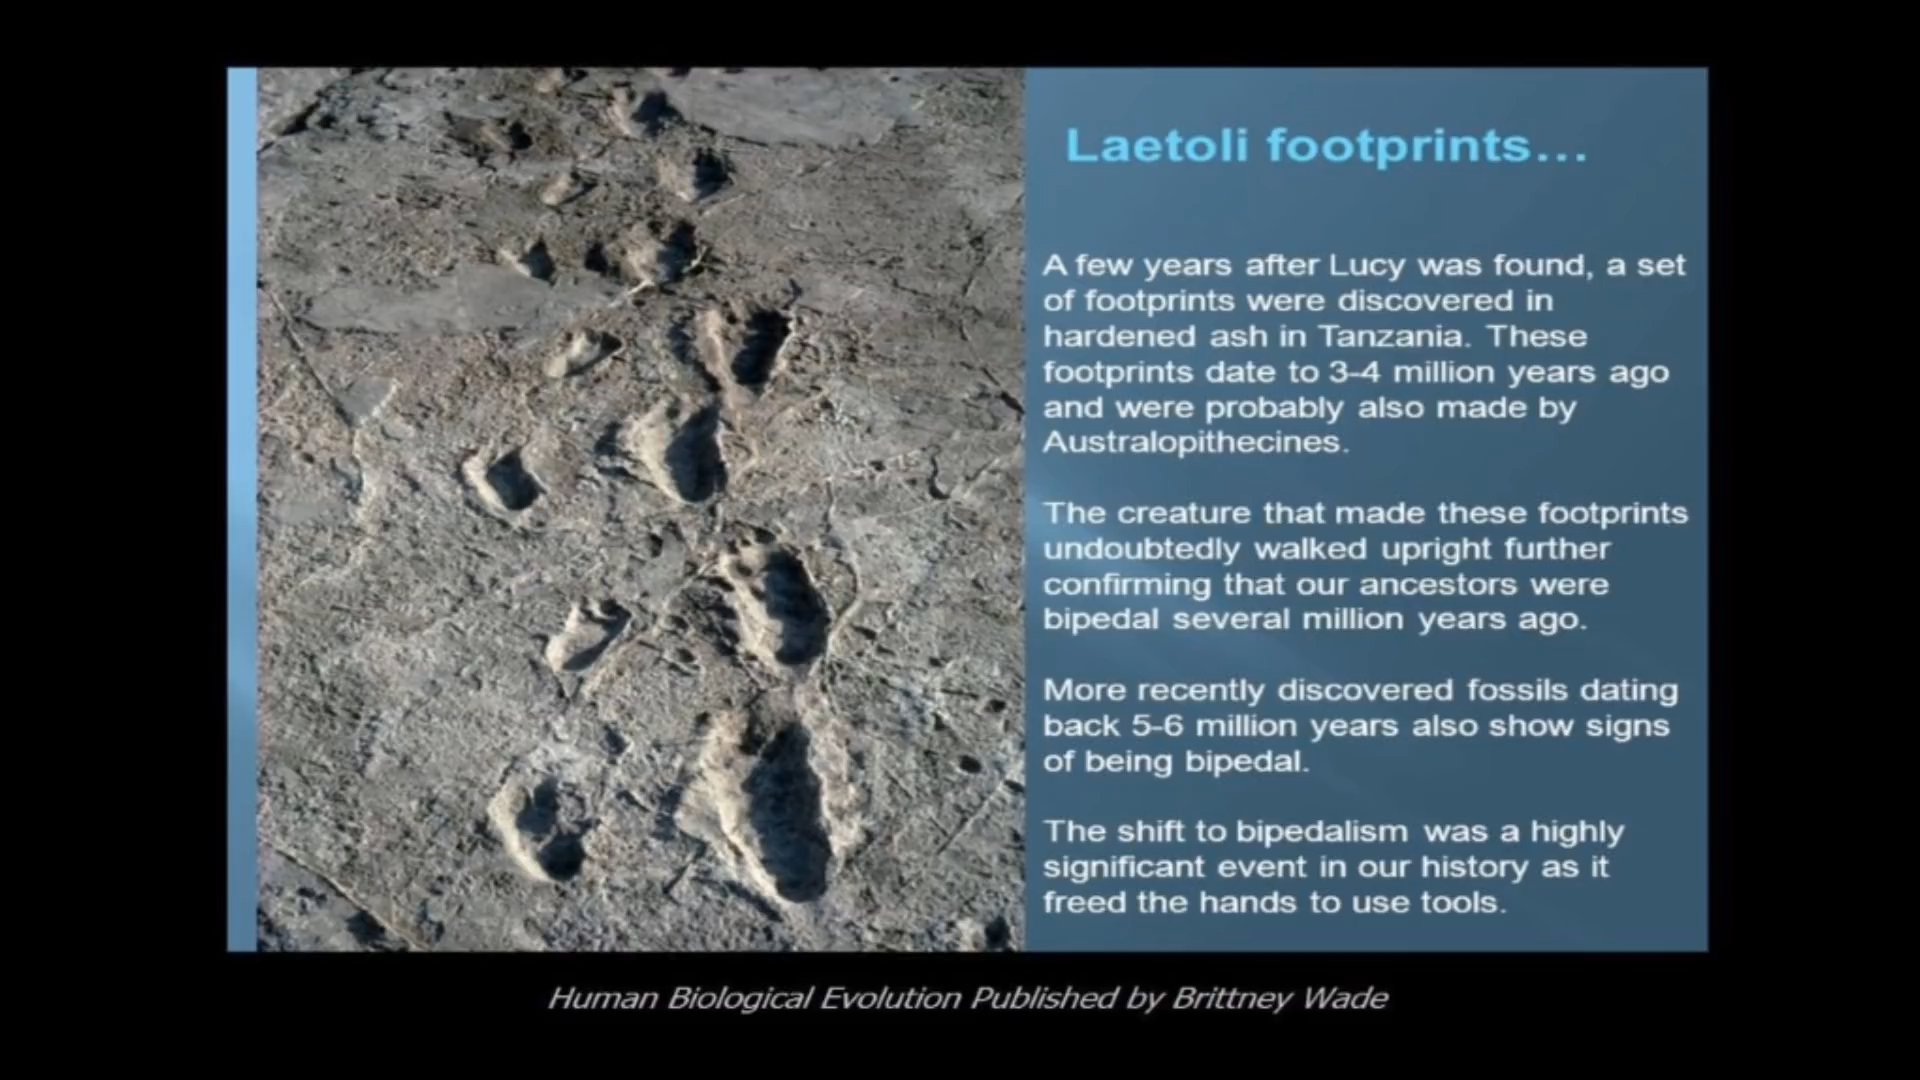 Laetoli footprints...
A few years after Lucy was found, a set
of footprints were discovered in
hardened ash in Tanzania. These
footprints date to 3-4 million years ago
and were probably also made by
Australopithecines.
The creature that made these footprints
undoubtedly walked upright further
confirming that our ancestors were
bipedal several million years ago.
More recently discovered fossils dating
back 5-6 million years also show signs
of being bipedal.
The shift to bipedalism was a highly
significant event in our history as it
freed the hands to use tools.
Human Biological Evolution Published by Brittney Wade